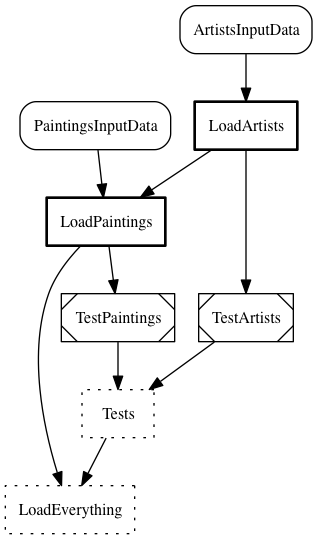 ArtistsInputData
PaintingsInputData
LoadArtists
LoadPaintings
TestPaintings
TestArtists
Tests
LoadEverything